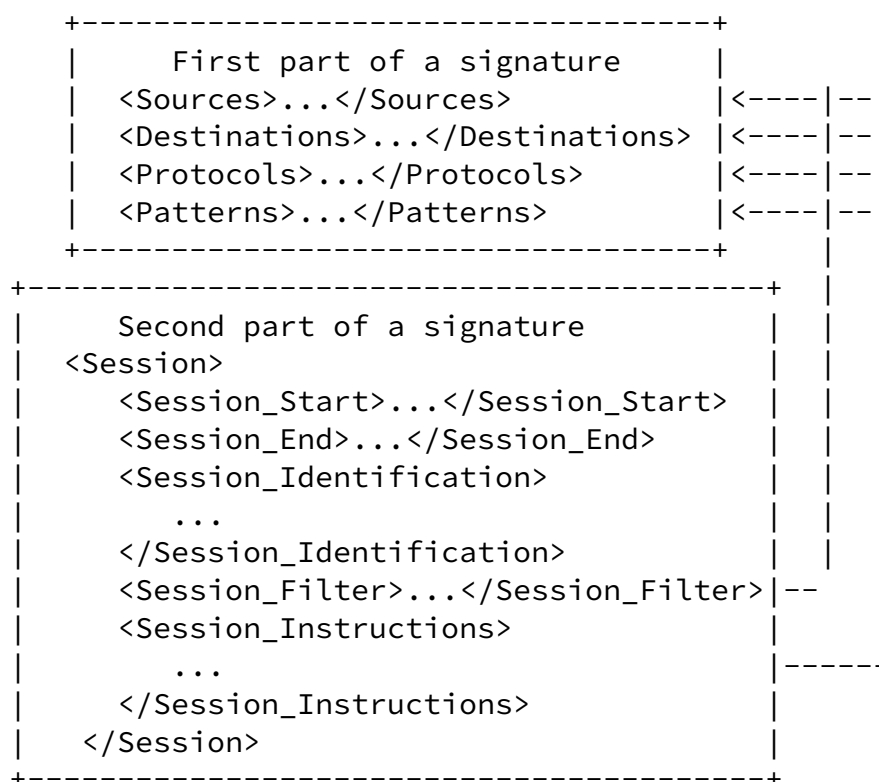 +-----------------------------------+
|     First part of a signature     |
|  <Sources>...</Sources>           |<----|--
|  <Destinations>...</Destinations> |<----|--
|  <Protocols>...</Protocols>       |<----|--
|  <Patterns>...</Patterns>         |<----|--
+-----------------------------------+     |
+-----------------------------------------+  |
|     Second part of a signature          |  |
|  <Session>                              |  |
|     <Session_Start>...</Session_Start>  |  |
|     <Session_End>...</Session_End>      |  |
|     <Session_Identification>            |  |
|        ...                              |  |
|     </Session_Identification>           |  |
|     <Session_Filter>...</Session_Filter>|--
|     <Session_Instructions>              |
|        ...                              |------
|     </Session_Instructions>             |
|   </Session>                            |
+-----------------------------------------+